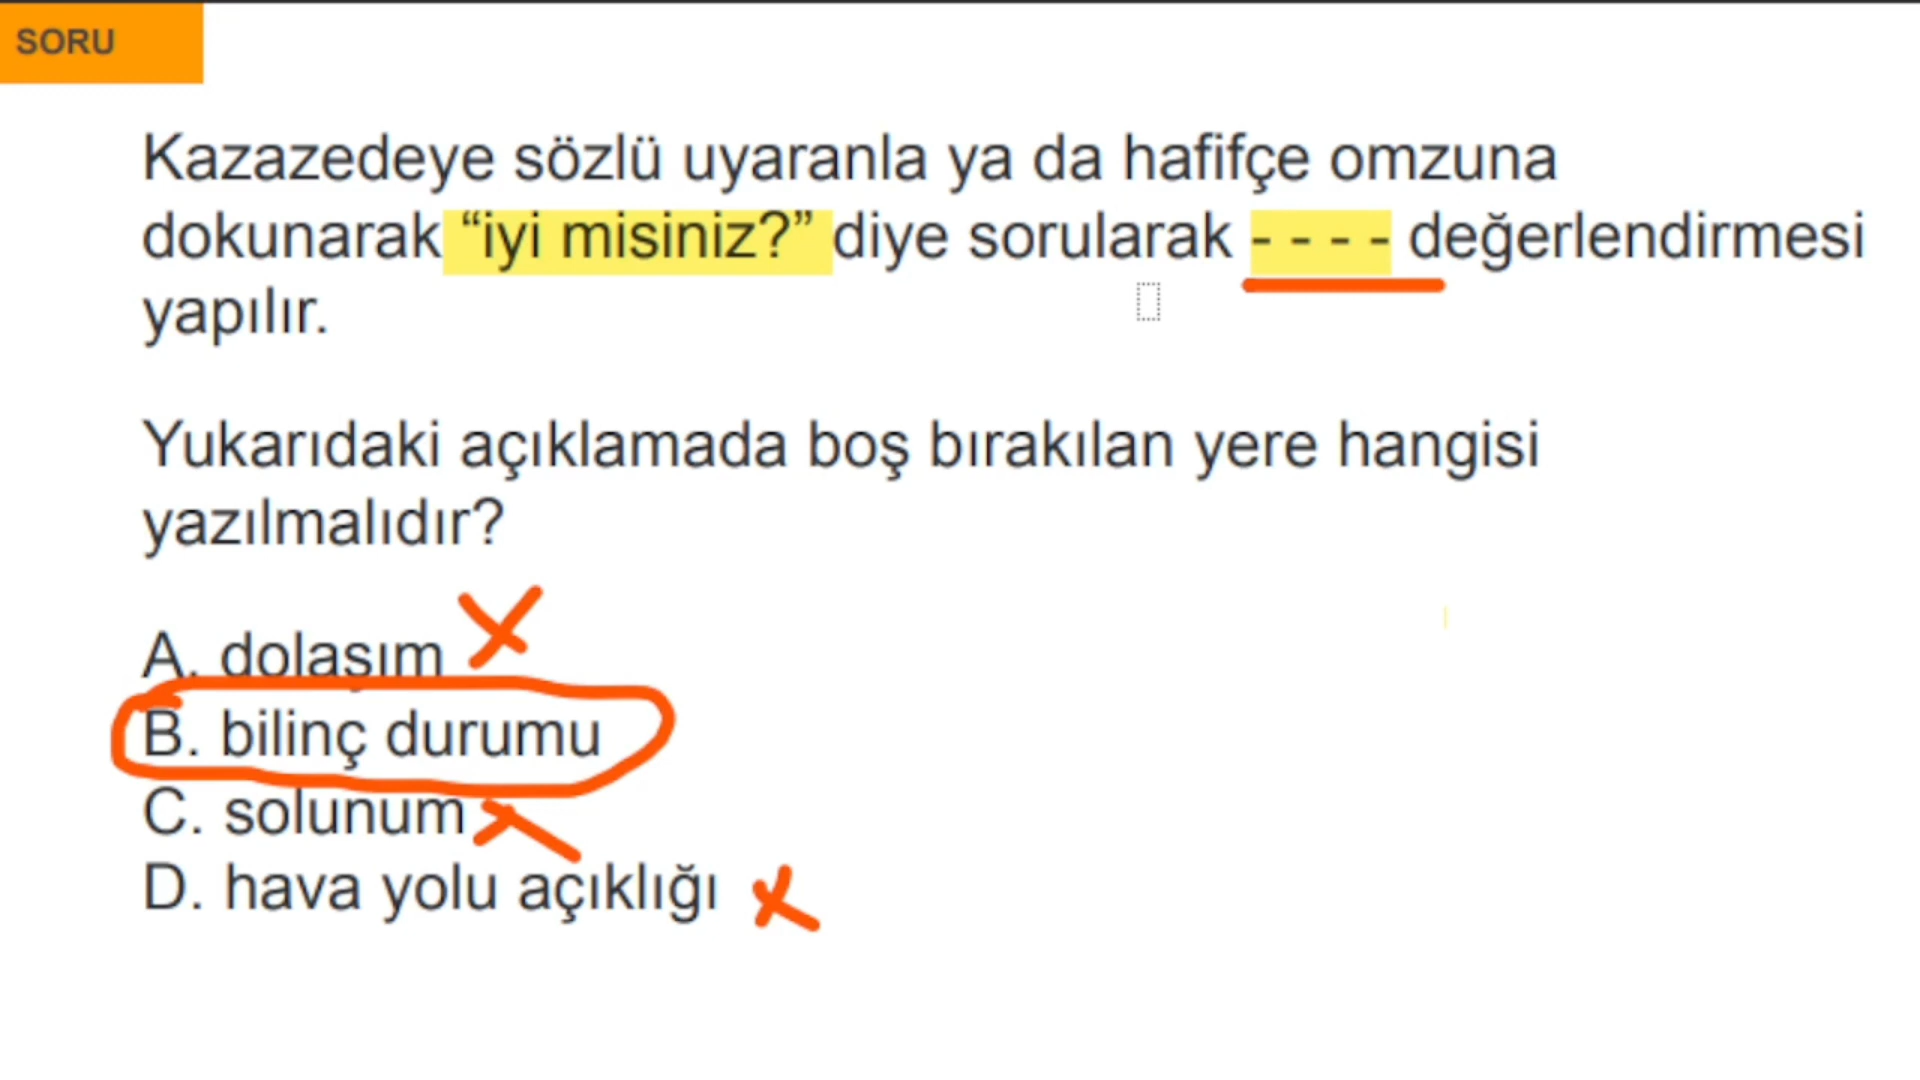 SORU
Kazazedeye sözlü uyaranla ya da hafifçe omzuna
dokunarak “iyi misiniz?” diye sorularak - - - - değerlendirmesi
yapılır.
Yukarıdaki açıklamada boş bırakılan yere hangisi
yazılmalıdır?
A. dolaşım
B. bilinç durumu
C. solunum
D. hava yolu açıklığı